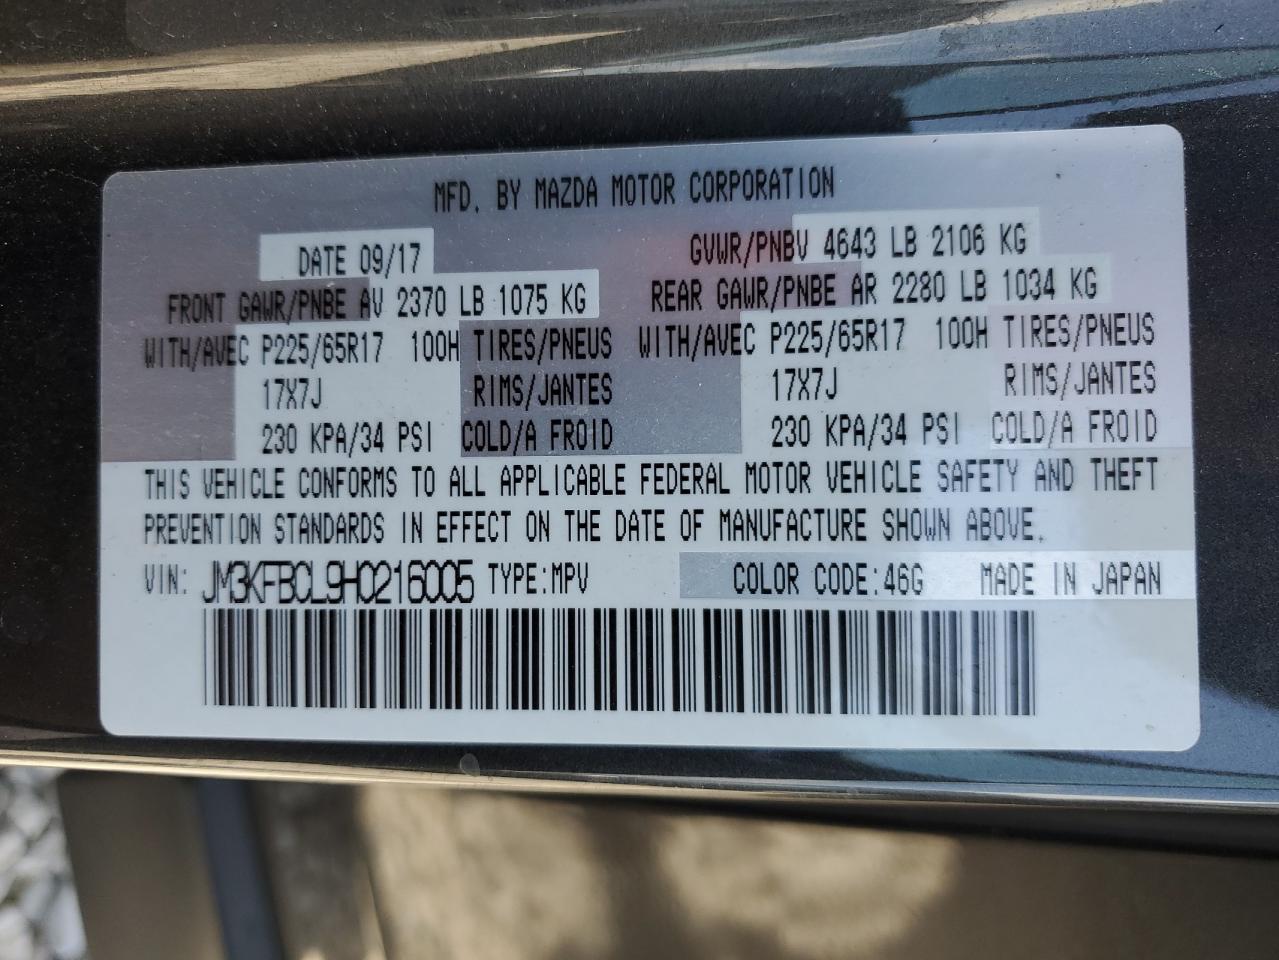 MFD. BY MAZDA MOTOR CORPORATION
DATE 09/17 GVWR/PNBV 4643 LB 2106 KG
FRONT GAWR/PNBE AV 2370 LB 1075 KG REAR GAWR/PNBE AR 2280 LB 1034 KG
WITH/AVEC P225/65R17 100H TIRES/PNEUS WITH/AVEC P225/65R17 100H TIRES/PNEUS
17X7J RIMS/JANTES 17X7J RIMS/JANTES
230 KPA/34 PSI COLD/A FROID 230 KPA/34 PSI COLD/A FROID
THIS VEHICLE CONFORMS TO ALL APPLICABLE FEDERAL MOTOR VEHICLE SAFETY AND THEFT
PREVENTION STANDARDS IN EFFECT ON THE DATE OF MANUFACTURE SHOWN ABOVE.
VIN: JM3KFBCL9H0216005 TYPE:MPV COLOR CODE:46G MADE IN JAPAN